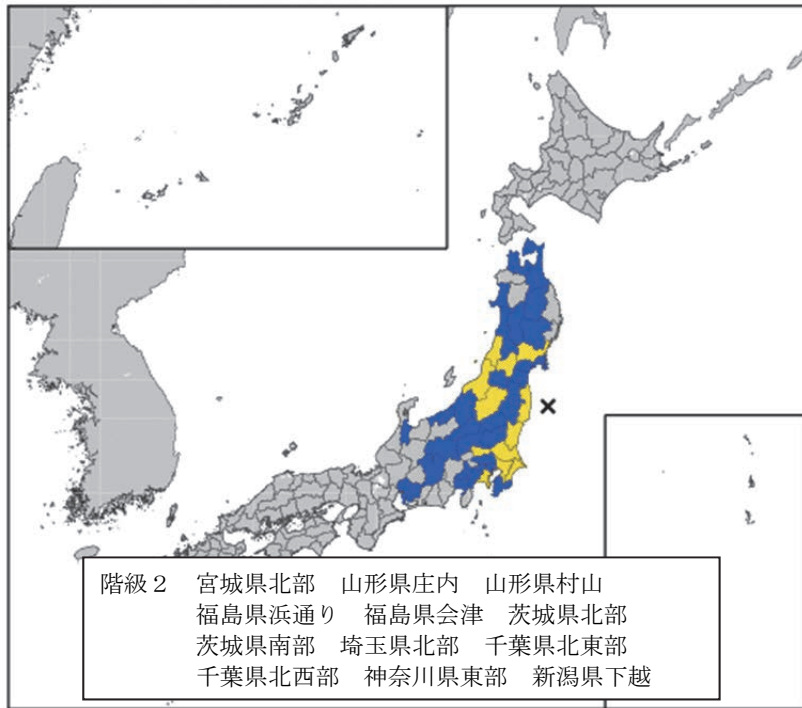 階級２　宮城県北部　山形県庄内　山形県村山
福島県浜通り　福島県会津　茨城県北部
茨城県南部　埼玉県北部　千葉県北東部
千葉県北西部　神奈川県東部　新潟県下越